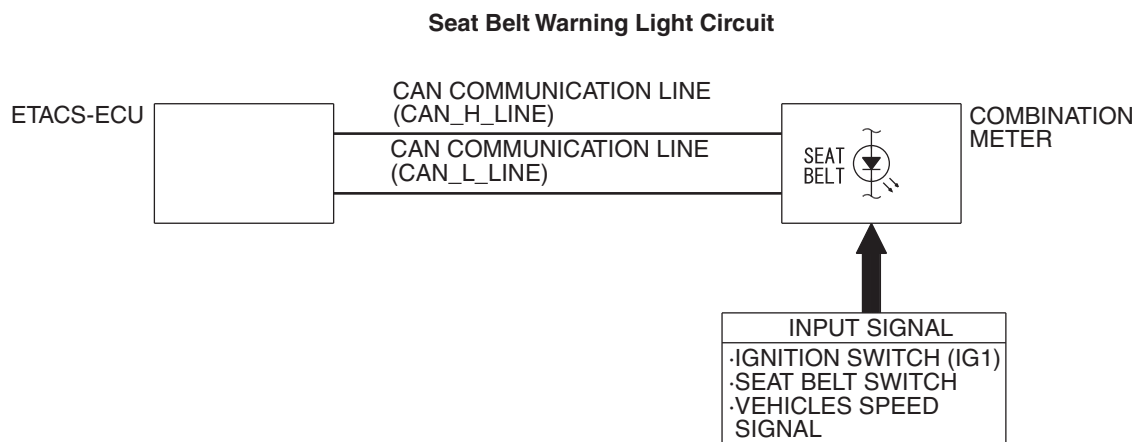 Seat Belt Warning Light Circuit
ETACS-ECU
CAN COMMUNICATION LINE
(CAN_H_LINE)
CAN COMMUNICATION LINE
(CAN_L_LINE)
SEAT
BELT
COMBINATION
METER
INPUT SIGNAL
·IGNITION SWITCH (IG1)
·SEAT BELT SWITCH
·VEHICLES SPEED
SIGNAL